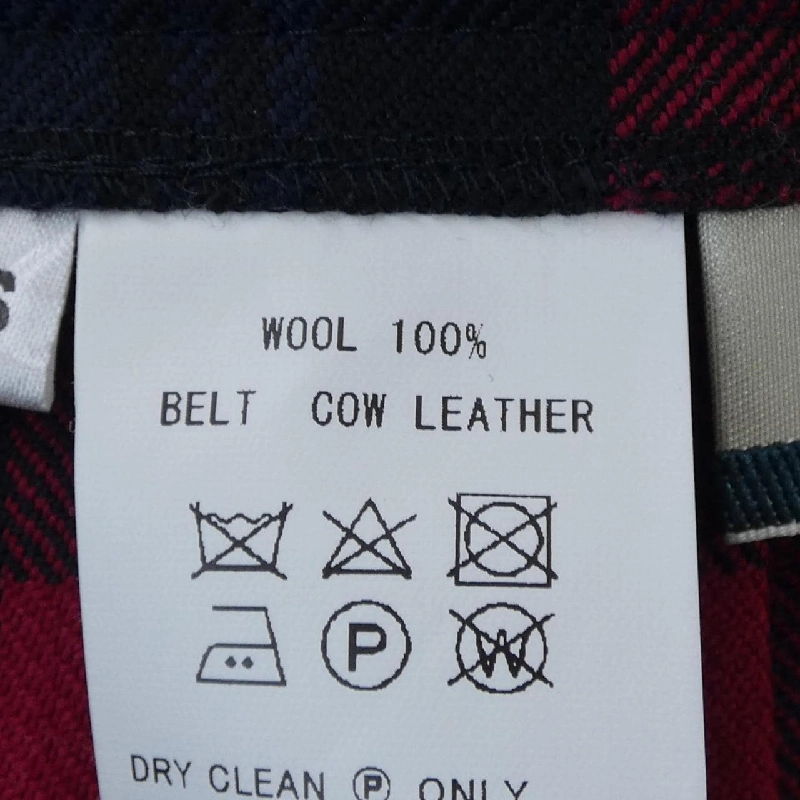 S
WOOL 100%
BELT COW LEATHER
P W
DRY CLEAN Ⓟ ONLY